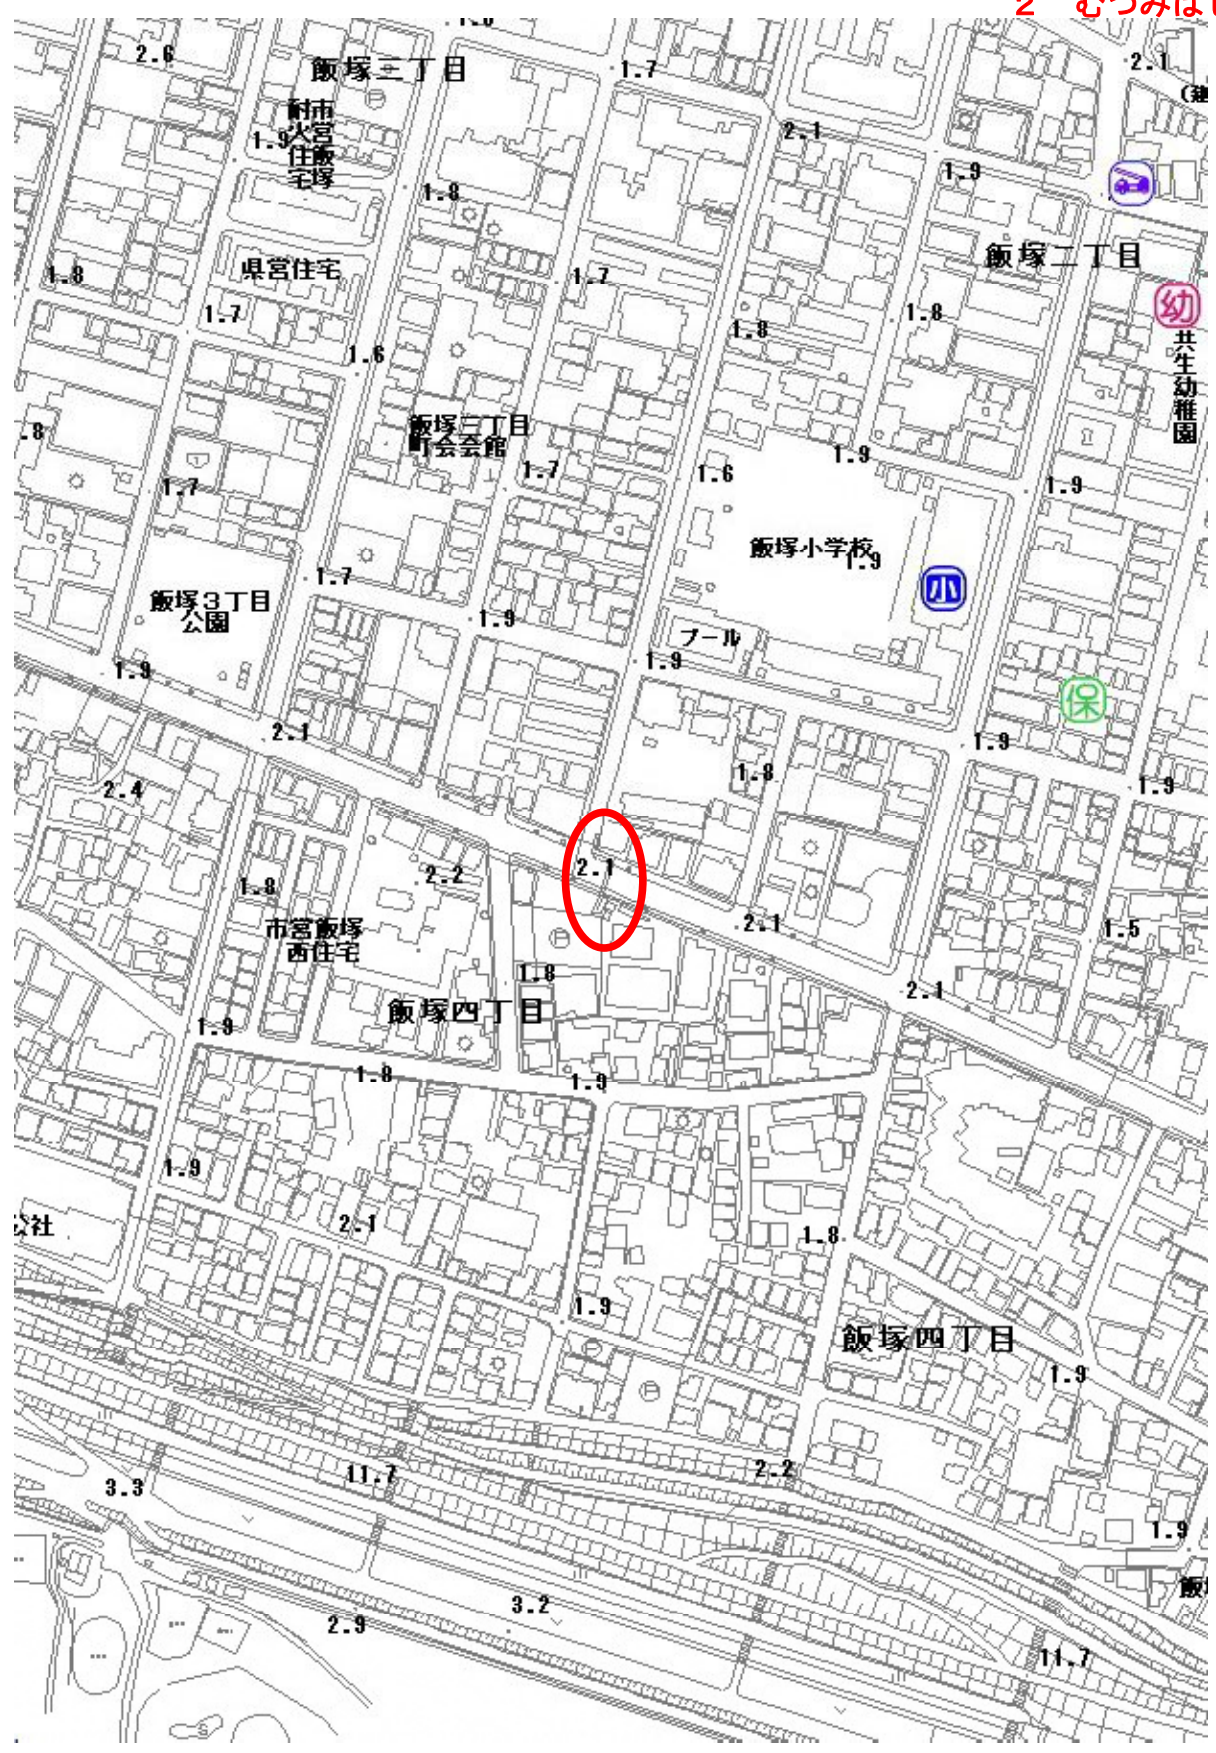 2 むつみはし
1.8
2.6
飯塚三丁目
1.7
2.1
市営飯塚
耐火住宅
1.9
2.1
1.9
1.8
飯塚二丁目
県営住宅
1.8
1.7
1.7
1.8
1.8
幼
共生幼稚園
1.6
飯塚三丁目
町会会館
.8
1.7
1.7
1.6
1.9
1.9
飯塚小学校
1.9
小
1.7
飯塚3丁目
公園
1.9
プール
1.9
1.9
保
2.1
1.9
2.4
1.8
1.9
2.1
2.2
1.8
2.1
1.5
市営飯塚
西住宅
1.8
2.1
飯塚四丁目
1.9
1.8
1.9
1.9
公社
2.1
1.8
1.9
飯塚四丁目
1.9
11.7
2.2
3.3
1.9
3.2
2.9
11.7